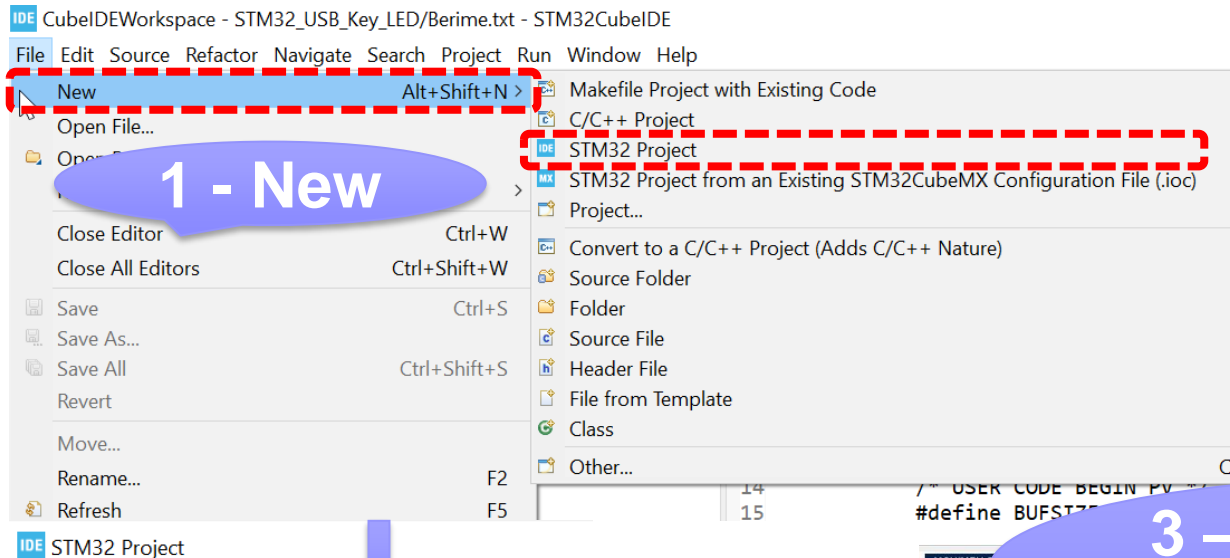 IDE CubeIDEWorkspace - STM32_USB_Key_LED/Berime.txt - STM32CubeIDE
File Edit Source Refactor Navigate Search Project Run Window Help
New Alt+Shift+N >
Open File...
1 - New
Close Editor Ctrl+W
Close All Editors Ctrl+Shift+W
Save Ctrl+S
Save As...
Save All Ctrl+Shift+S
Revert
Move...
Rename... F2
Refresh F5
Makefile Project with Existing Code
C/C++ Project
IDE STM32 Project
MX STM32 Project from an Existing STM32CubeMX Configuration File (.ioc)
Project...
Convert to a C/C++ Project (Adds C/C++ Nature)
Source Folder
Folder
Source File
Header File
File from Template
Class
Other...
14 /* USER CODE BEGIN PV */
15 #define
3 –
IDE STM32 Project